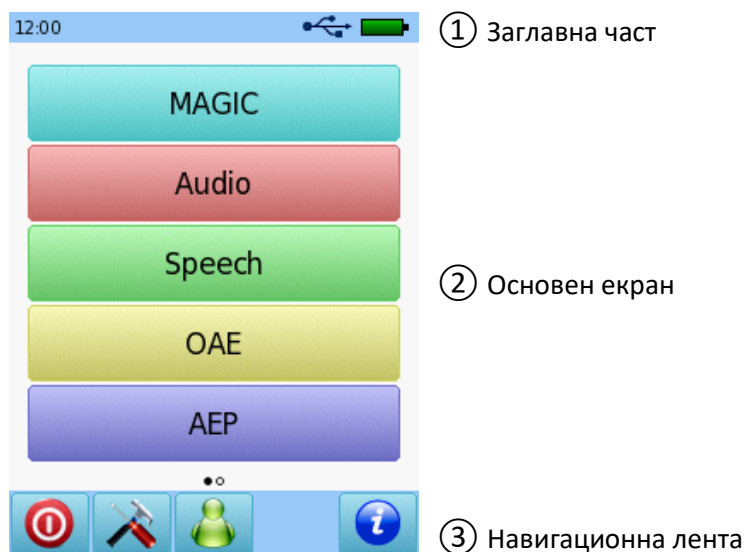 12:00
① Заглавна част
MAGIC
Audio
Speech
② Основен екран
OAE
AEP
③ Навигационна лента